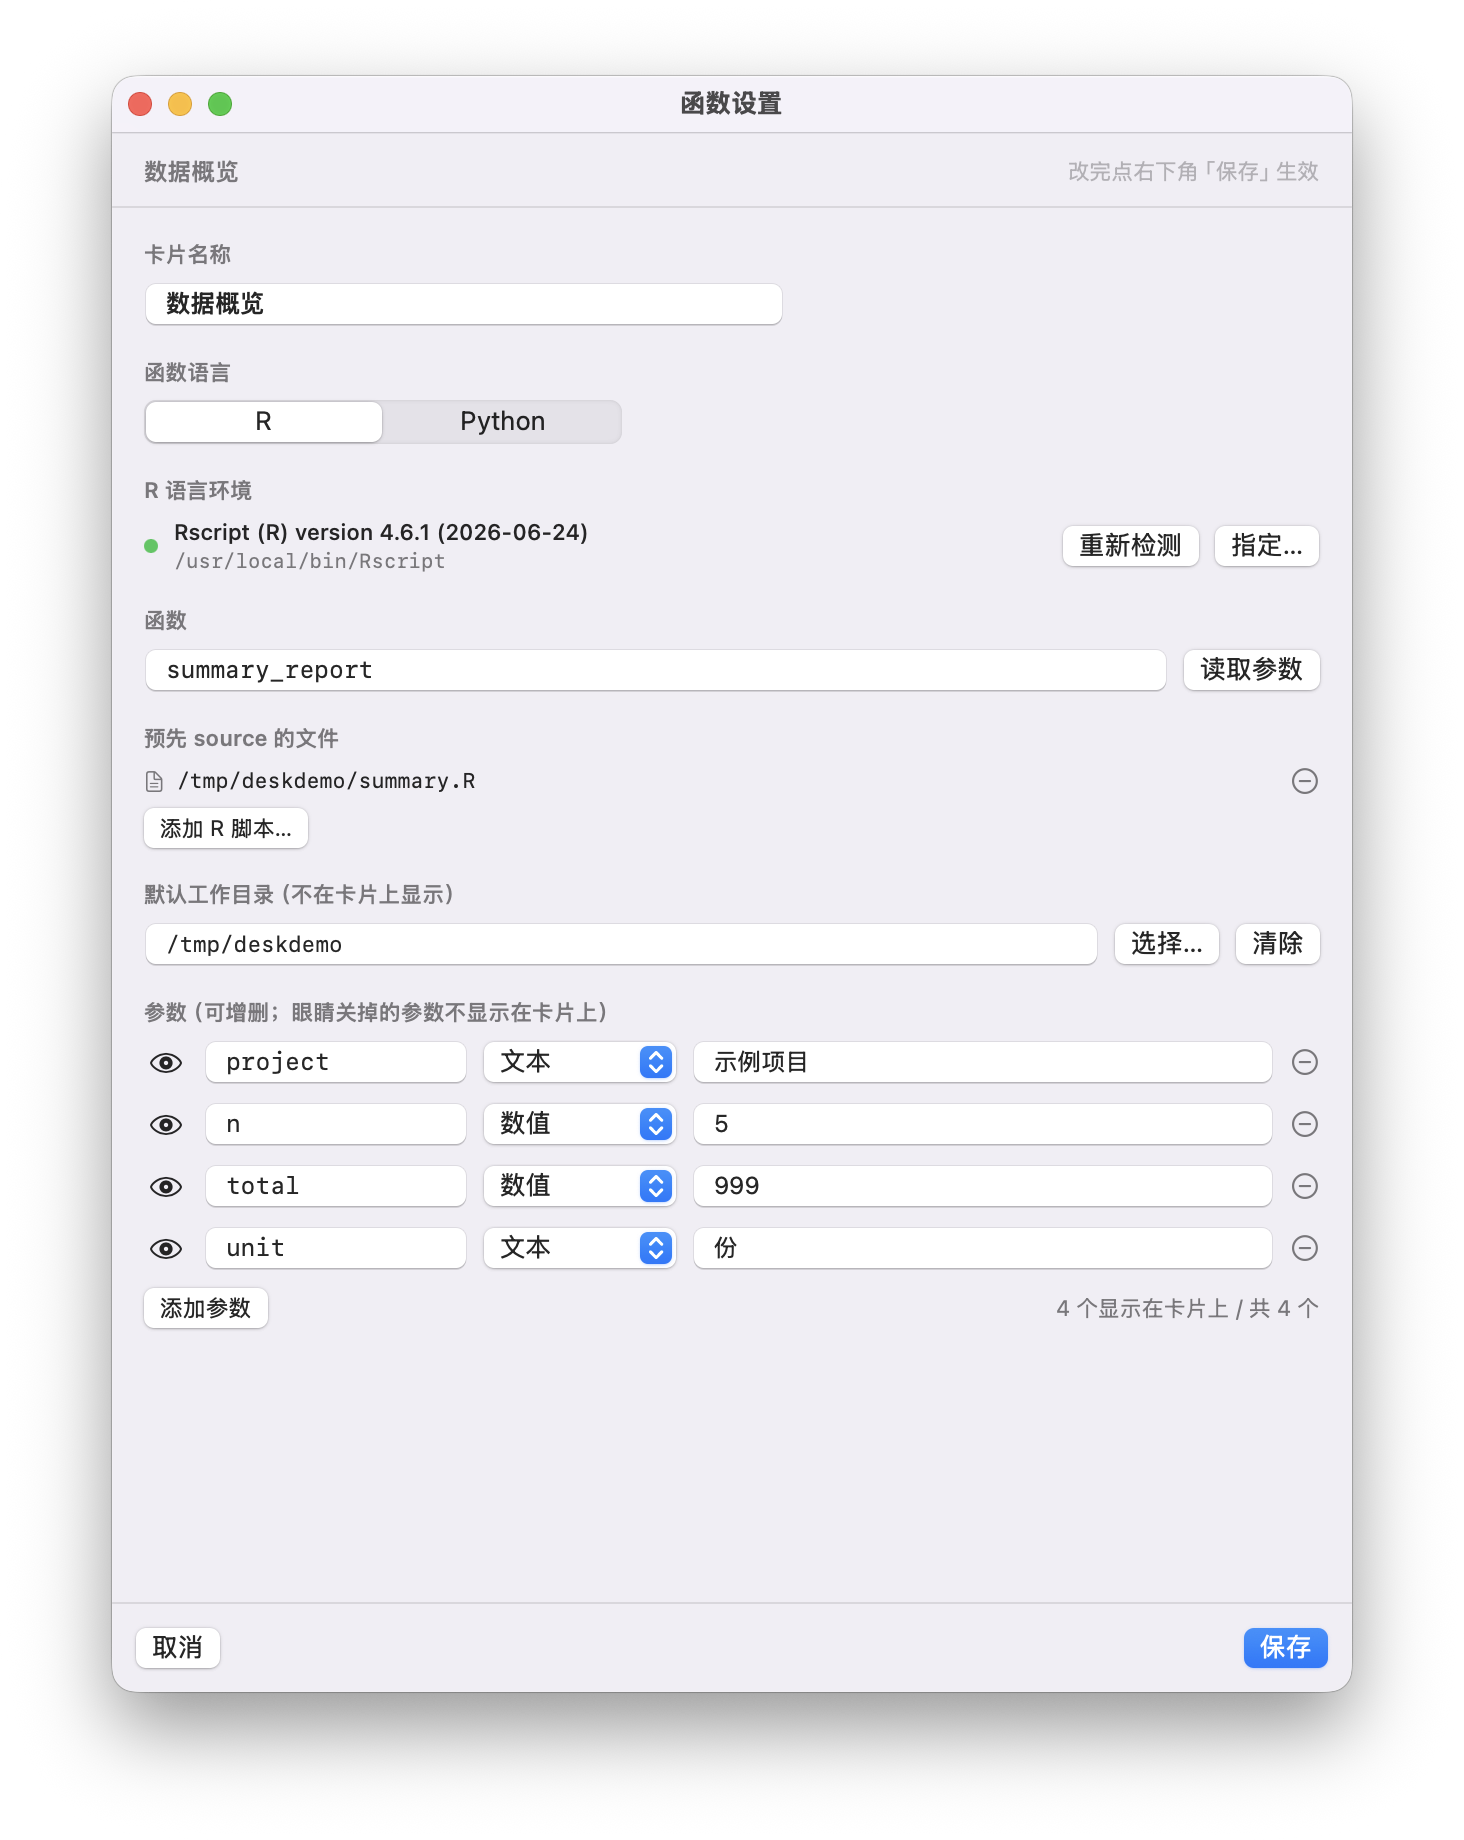 函数设置
数据概览 改完点右下角「保存」生效
卡片名称
数据概览
函数语言
R Python
R 语言环境
Rscript (R) version 4.6.1 (2026-06-24)
/usr/local/bin/Rscript
重新检测 指定...
函数
summary_report 读取参数
预先 source 的文件
/tmp/deskdemo/summary.R
添加 R 脚本...
默认工作目录（不在卡片上显示）
/tmp/deskdemo 选择... 清除
参数（可增删；眼睛关掉的参数不显示在卡片上）
project 文本 示例项目
n 数值 5
total 数值 999
unit 文本 份
添加参数 4 个显示在卡片上 / 共 4 个
取消 保存